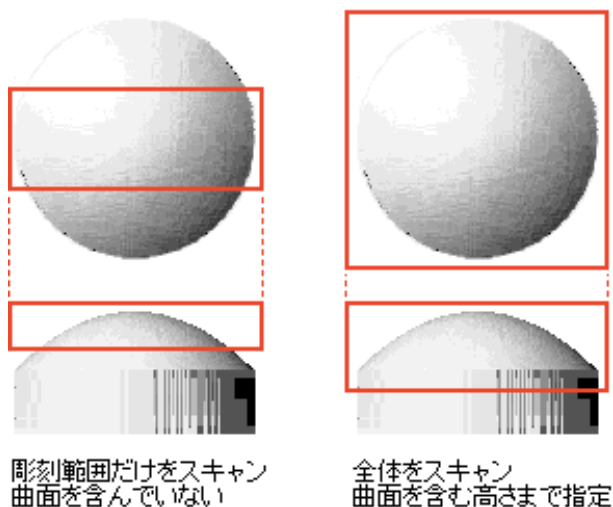 彫刻範囲だけをスキャン
曲面を含んでいない
全体をスキャン
曲面を含む高さまで指定